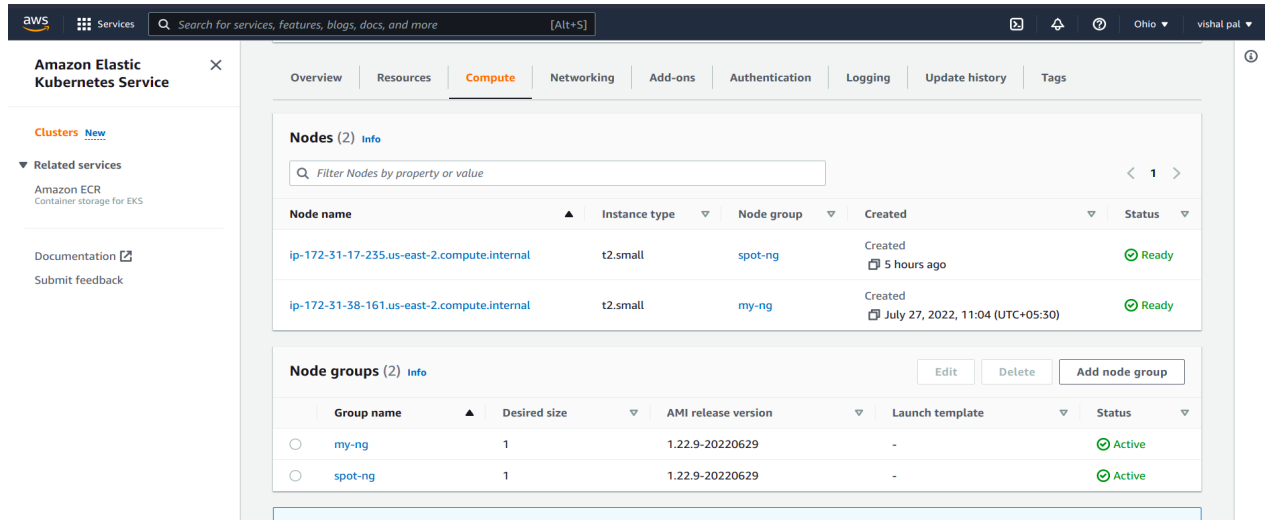 aws Services Search for services, features, blogs, docs, and more [Alt+S] Ohio vishal pal
Amazon Elastic
Kubernetes Service
Clusters New
Related services
Amazon ECR
Container storage for EKS
Documentation
Submit feedback
Overview Resources Compute Networking Add-ons Authentication Logging Update history Tags
Nodes (2) Info
Filter Nodes by property or value
1
Node name Instance type Node group Created Status
ip-172-31-17-235.us-east-2.compute.internal t2.small spot-ng Created 5 hours ago Ready
ip-172-31-38-161.us-east-2.compute.internal t2.small my-ng Created July 27, 2022, 11:04 (UTC+05:30) Ready
Node groups (2) Info Edit Delete Add node group
Group name Desired size AMI release version Launch template Status
my-ng 1 1.22.9-20220629 - Active
spot-ng 1 1.22.9-20220629 - Active